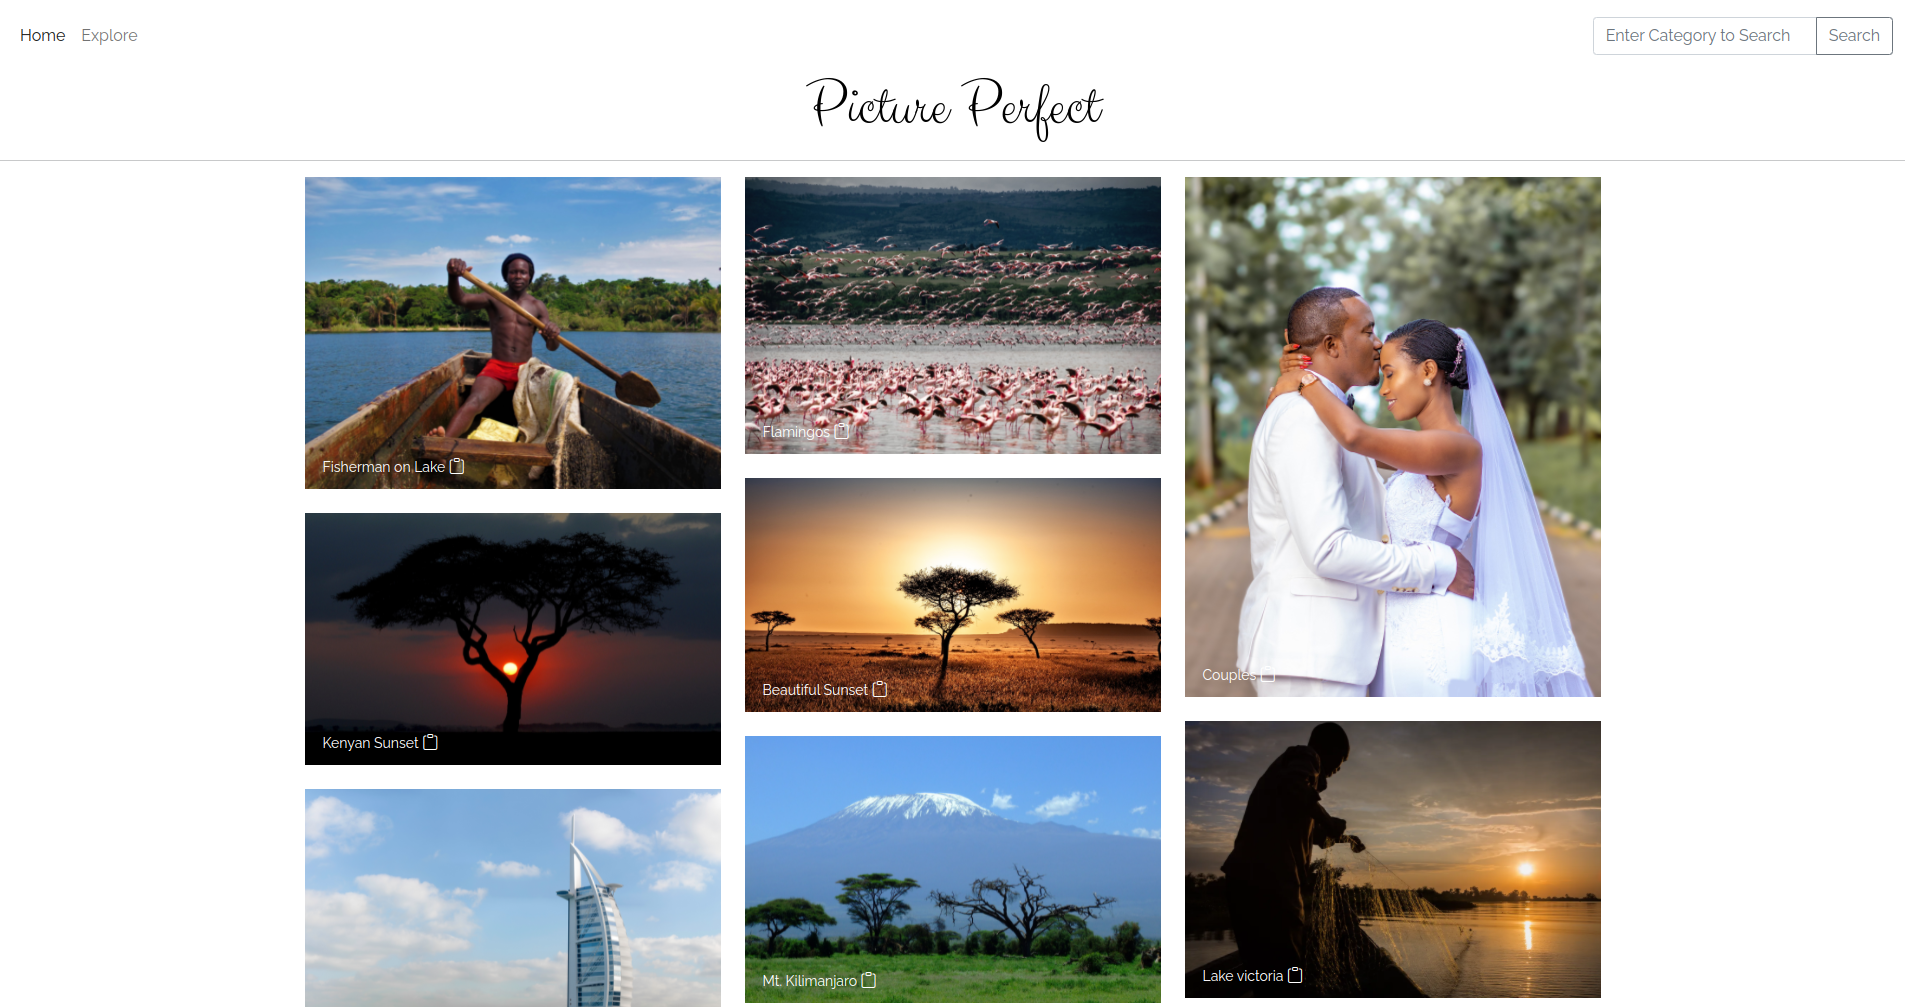 Home Explore
Enter Category to Search Search
Picture Perfect
Fisherman on Lake
Flamingos
Couples
Kenyan Sunset
Beautiful Sunset
Mt. Kilimanjaro
Lake victoria